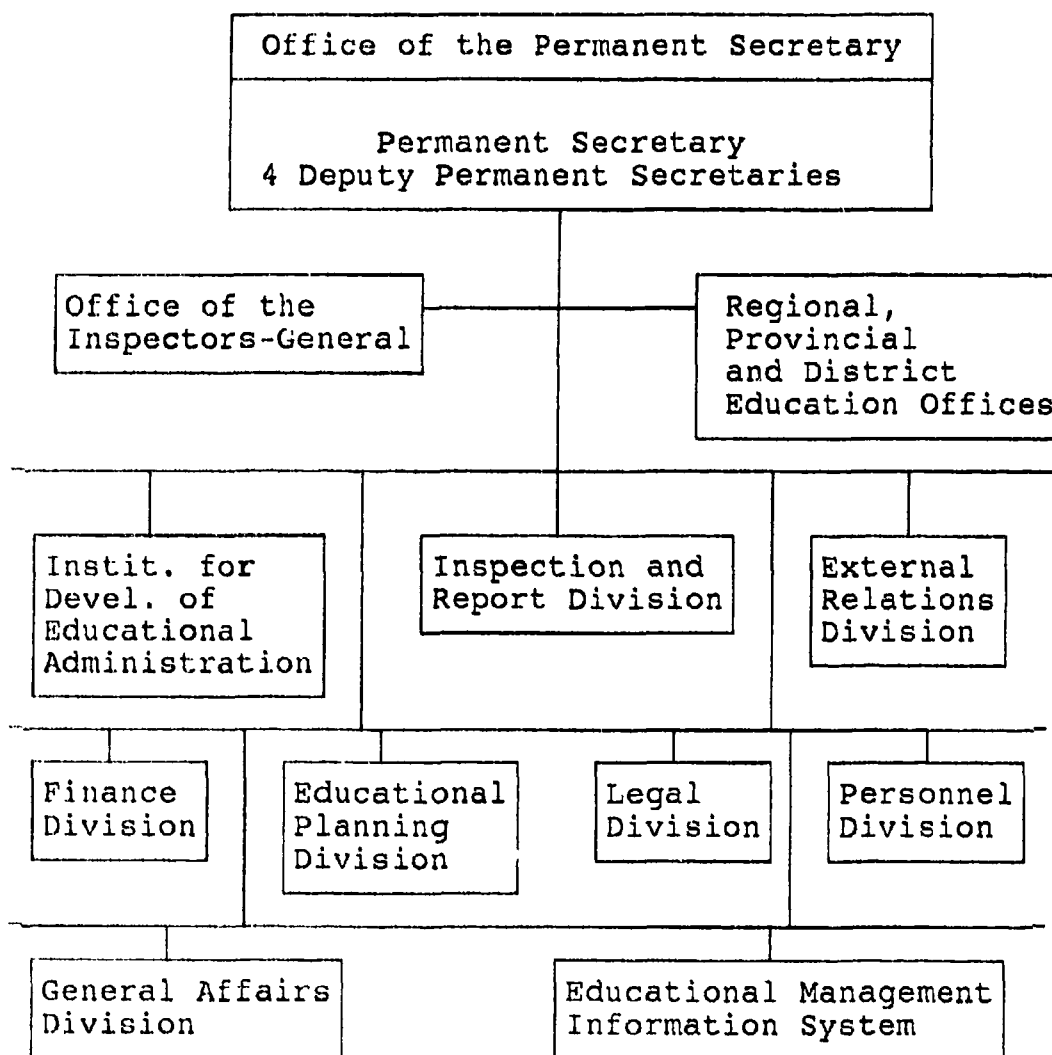 Office of the Permanent Secretary
Permanent Secretary
4 Deputy Permanent Secretaries
Office of the
Inspectors-General
Regional,
Provincial
and District
Education Offices
Instit. for
Devel. of
Educational
Administration
Inspection and
Report Division
External
Relations
Division
Finance
Division
Educational
Planning
Division
Legal
Division
Personnel
Division
General Affairs
Division
Educational Management
Information System